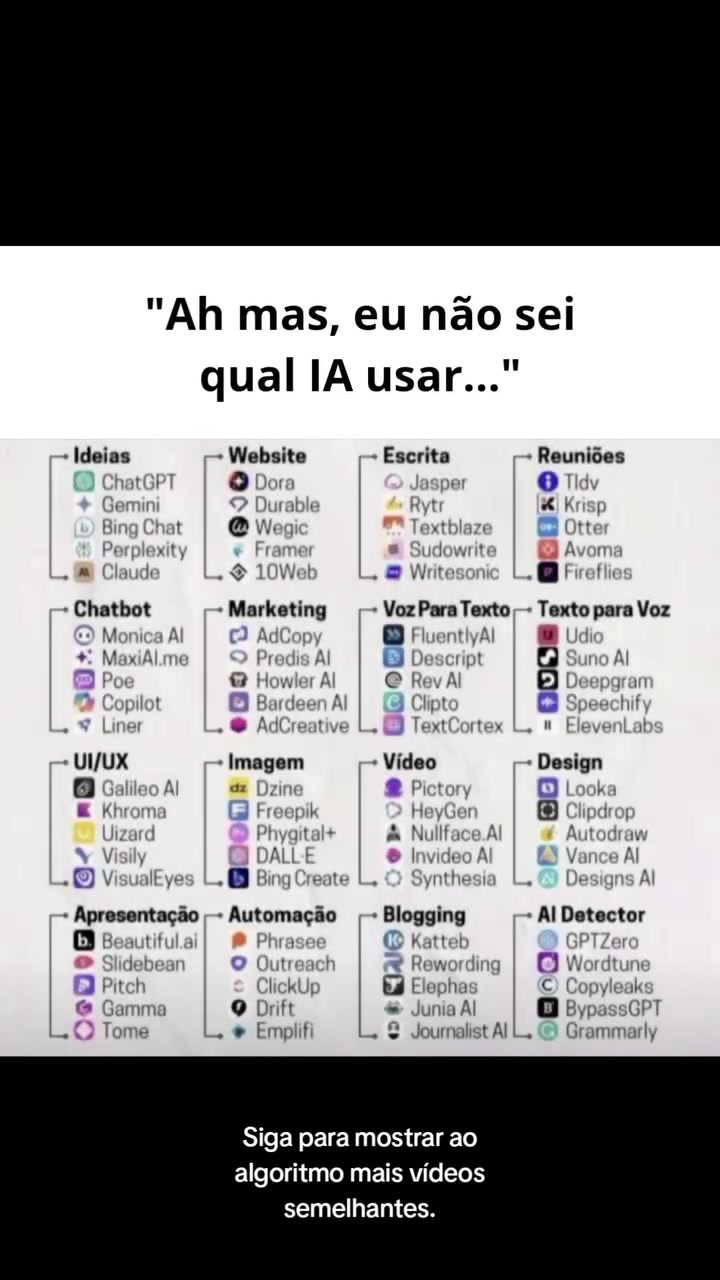 "Ah mas, eu não sei
qual IA usar..."
Ideias
ChatGPT
Gemini
Bing Chat
Perplexity
Claude
Website
Dora
Durable
Wegic
Framer
10Web
Escrita
Jasper
Rytr
Textblaze
Sudowrite
Writesonic
Reuniões
Tldv
Krisp
Otter
Avoma
Fireflies
Chatbot
Monica AI
MaxiAI.me
Poe
Copilot
Liner
Marketing
AdCopy
Predis AI
Howler AI
Bardeen AI
AdCreative
Voz Para Texto
FluentlyAI
Descript
Rev AI
Clipto
TextCortex
Texto para Voz
Udio
Suno AI
Deepgram
Speechify
ElevenLabs
UI/UX
Galileo AI
Khroma
Uizard
Visily
VisualEyes
Imagem
Dzine
Freepik
Phygital+
DALL·E
Bing Create
Vídeo
Pictory
HeyGen
Nullface.AI
Invideo AI
Synthesia
Design
Looka
Clipdrop
Autodraw
Vance AI
Designs AI
Apresentação
Beautiful.ai
Slidebean
Pitch
Gamma
Tome
Automação
Phrasee
Outreach
ClickUp
Drift
Emplifi
Blogging
Katteb
Rewording
Elephas
Junia AI
Journalist AI
AI Detector
GPTZero
Wordtune
Copyleaks
BypassGPT
Grammarly
Siga para mostrar ao
algoritmo mais vídeos
semelhantes.